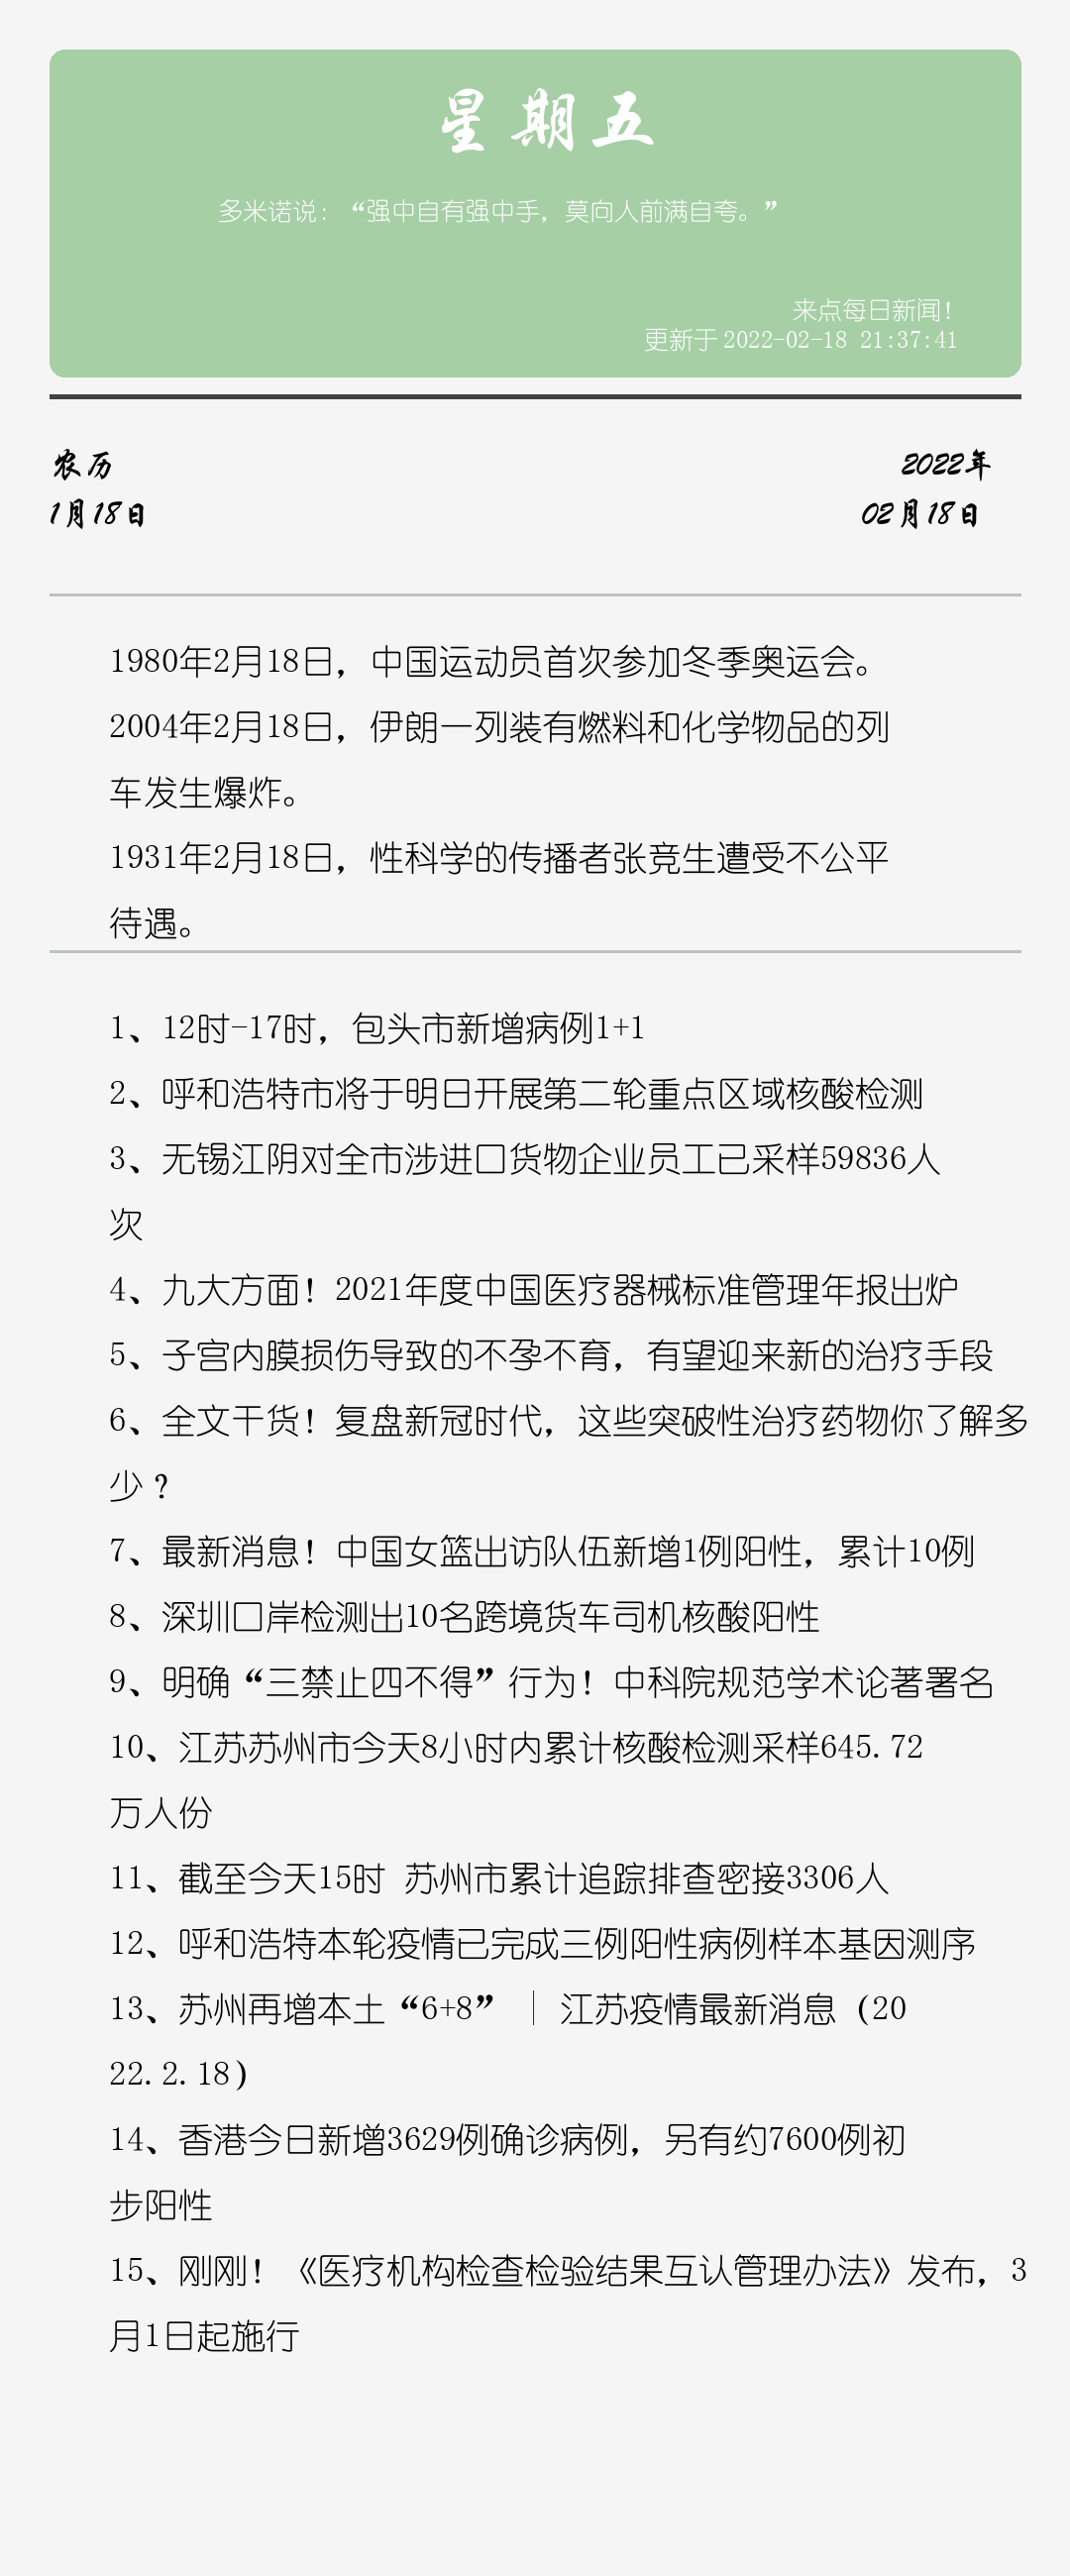 星期五
多米诺说：“强中自有强中手，莫向人前满自夸。”
来点每日新闻！
更新于2022-02-18 21:37:41
农历
2022年
1月18日
02月18日
1980年2月18日，中国运动员首次参加冬季奥运会。
2004年2月18日，伊朗一列装有燃料和化学物品的列
车发生爆炸。
1931年2月18日，性科学的传播者张竞生遭受不公平
待遇。
1、12时-17时，包头市新增病例1+1
2、呼和浩特市将于明日开展第二轮重点区域核酸检测
3、无锡江阴对全市涉进口货物企业员工已采样59836人
次
4、九大方面！2021年度中国医疗器械标准管理年报出炉
5、子宫内膜损伤导致的不孕不育，有望迎来新的治疗手段
6、全文干货！复盘新冠时代，这些突破性治疗药物你了解多
少？
7、最新消息！中国女篮出访队伍新增1例阳性，累计10例
8、深圳口岸检测出10名跨境货车司机核酸阳性
9、明确“三禁止四不得”行为！中科院规范学术论著署名
10、江苏苏州市今天8小时内累计核酸检测采样645.72
万人份
11、截至今天15时 苏州市累计追踪排查密接3306人
12、呼和浩特本轮疫情已完成三例阳性病例样本基因测序
13、苏州再增本土“6+8” | 江苏疫情最新消息（20
22.2.18）
14、香港今日新增3629例确诊病例，另有约7600例初
步阳性
15、刚刚！《医疗机构检查检验结果互认管理办法》发布，3
月1日起施行